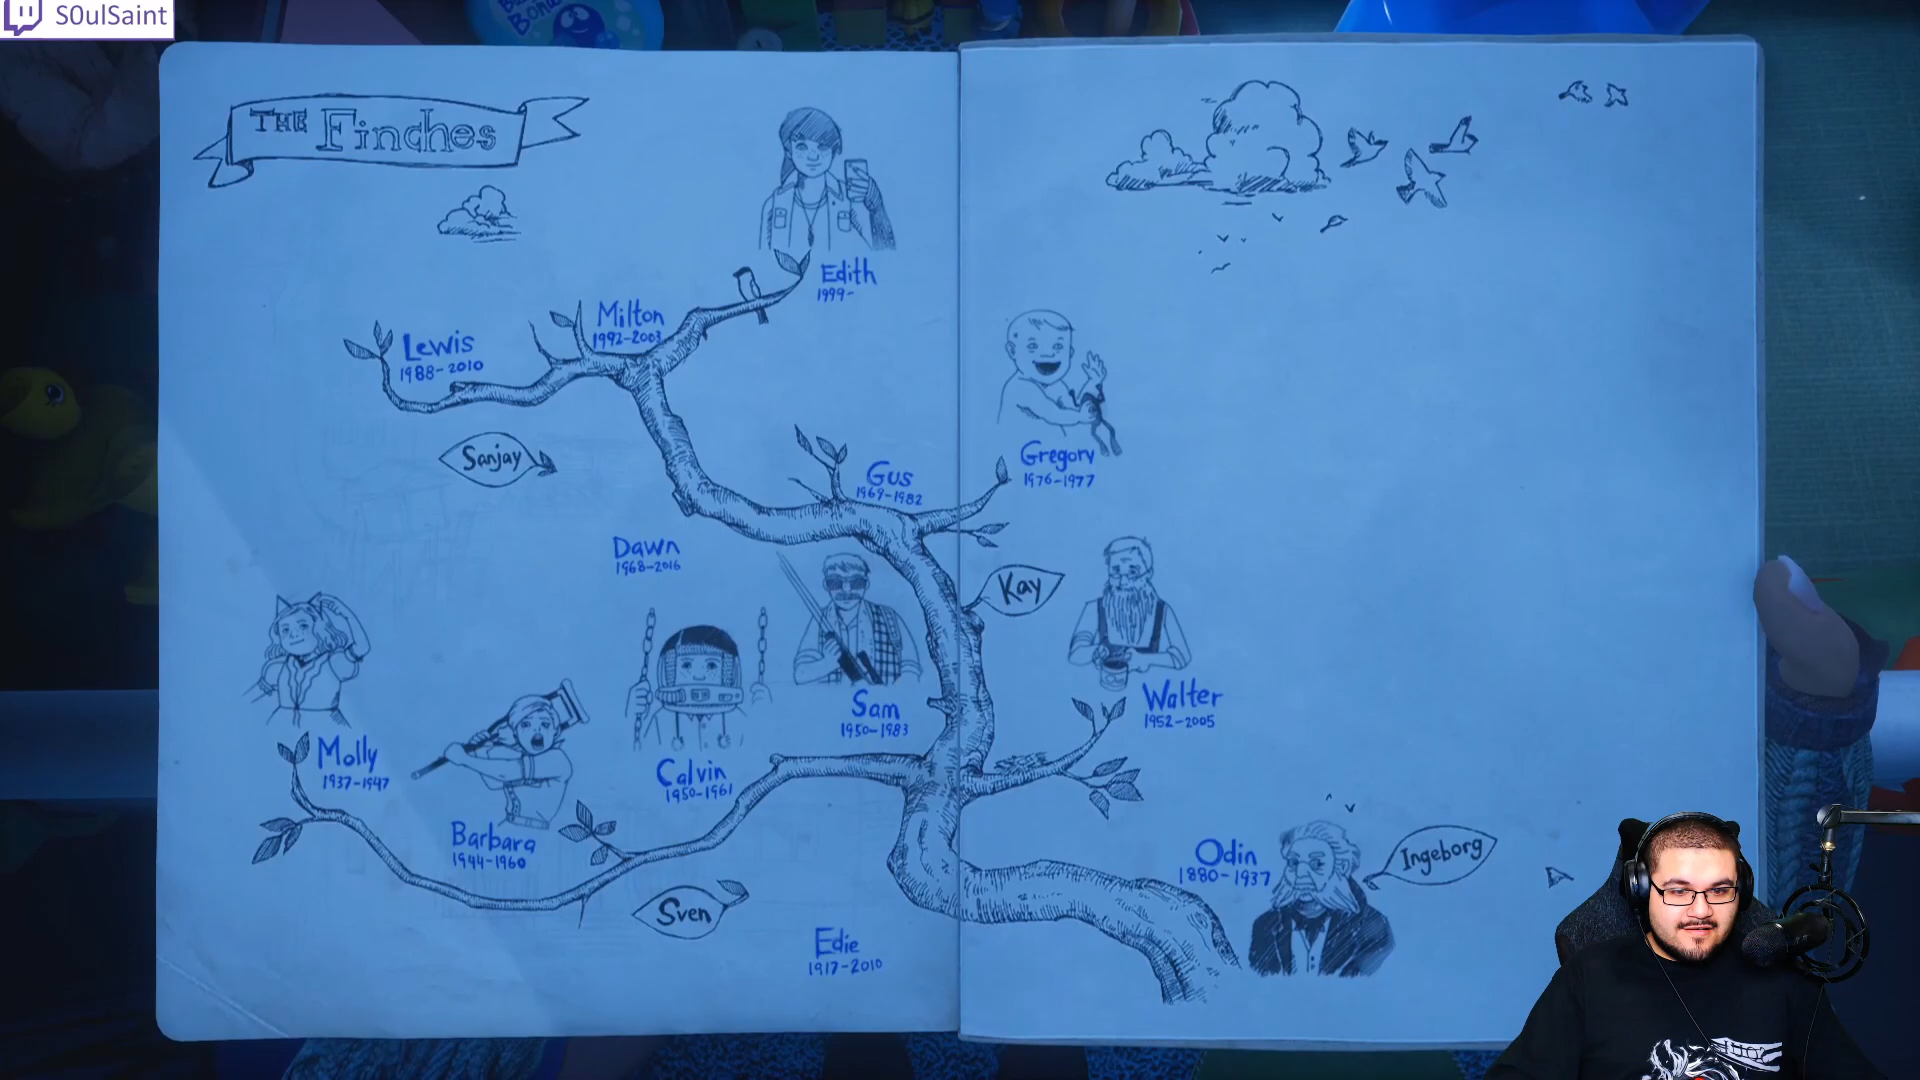 S0ulSaint
THE Finches
Edith
1999-
Milton
1992-2003
Lewis
1988-2010
Sanjay
Gus
1969-1982
Gregory
1976-1977
Dawn
1968-2016
Kay
Sam
1950-1983
Walter
1952-2005
Molly
1937-1947
Calvin
1950-1961
Barbara
1944-1960
Odin
1880-1937
Ingeborg
Sven
Edie
1917-2010